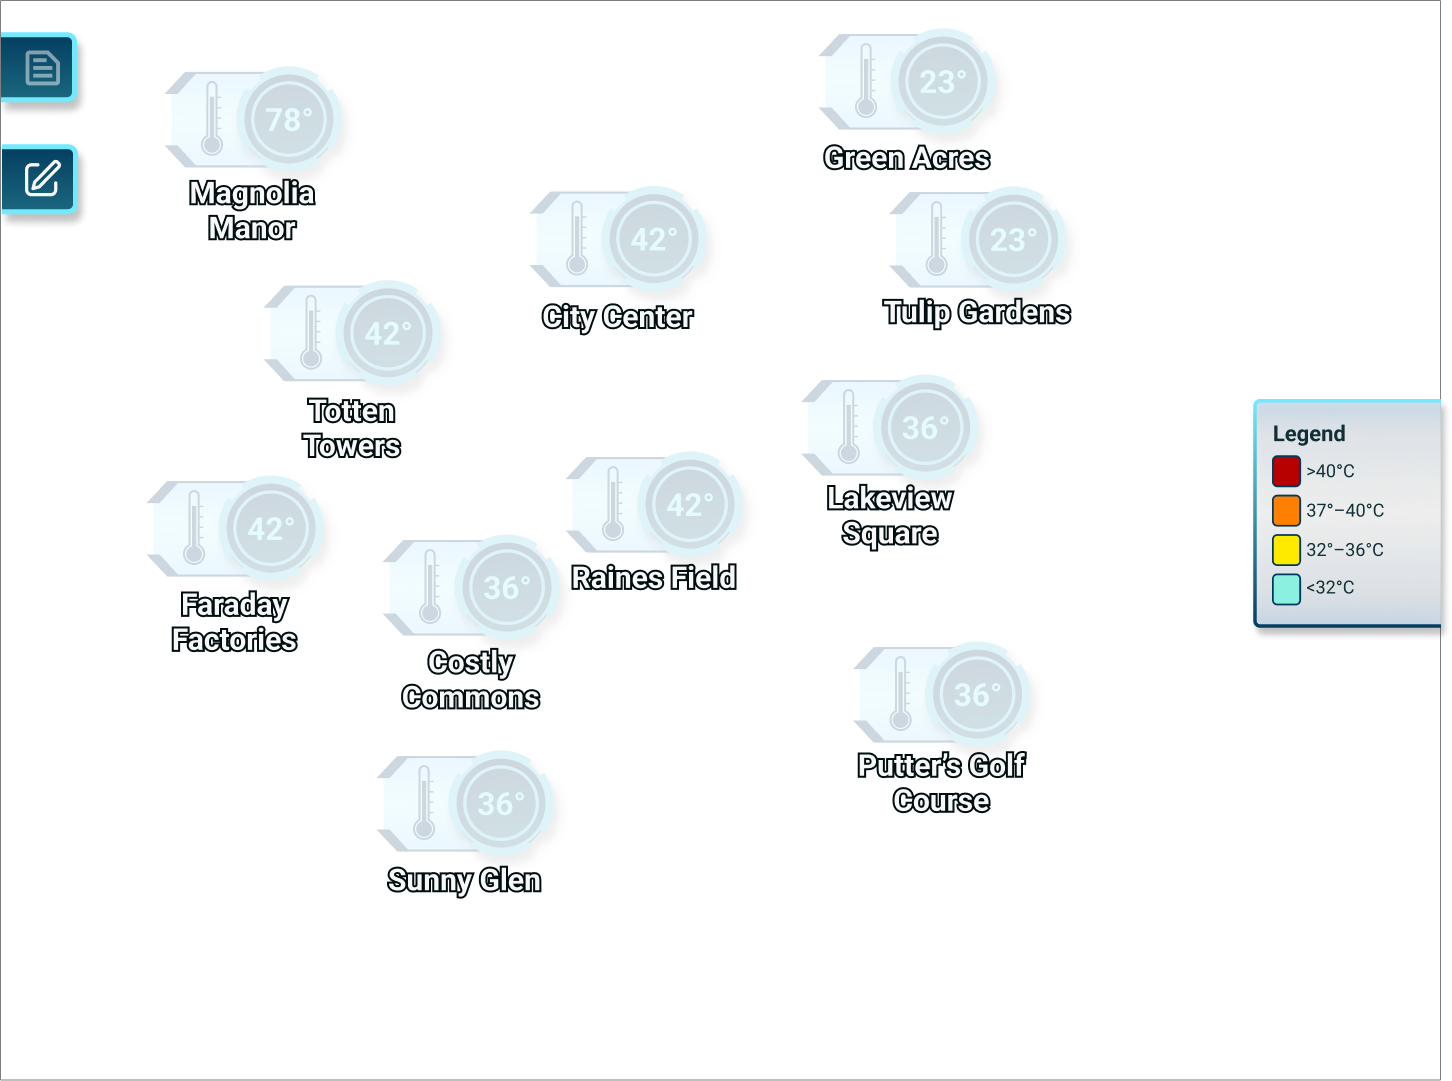 78°
Magnolia
Manor
23°
Green Acres
42°
City Center
23°
Tulip Gardens
42°
Totten
Towers
36°
Lakeview
Square
42°
Faraday
Factories
42°
Raines Field
36°
Costly
Commons
36°
Putter's Golf
Course
36°
Sunny Glen
Legend
>40°C
37°–40°C
32°–36°C
<32°C